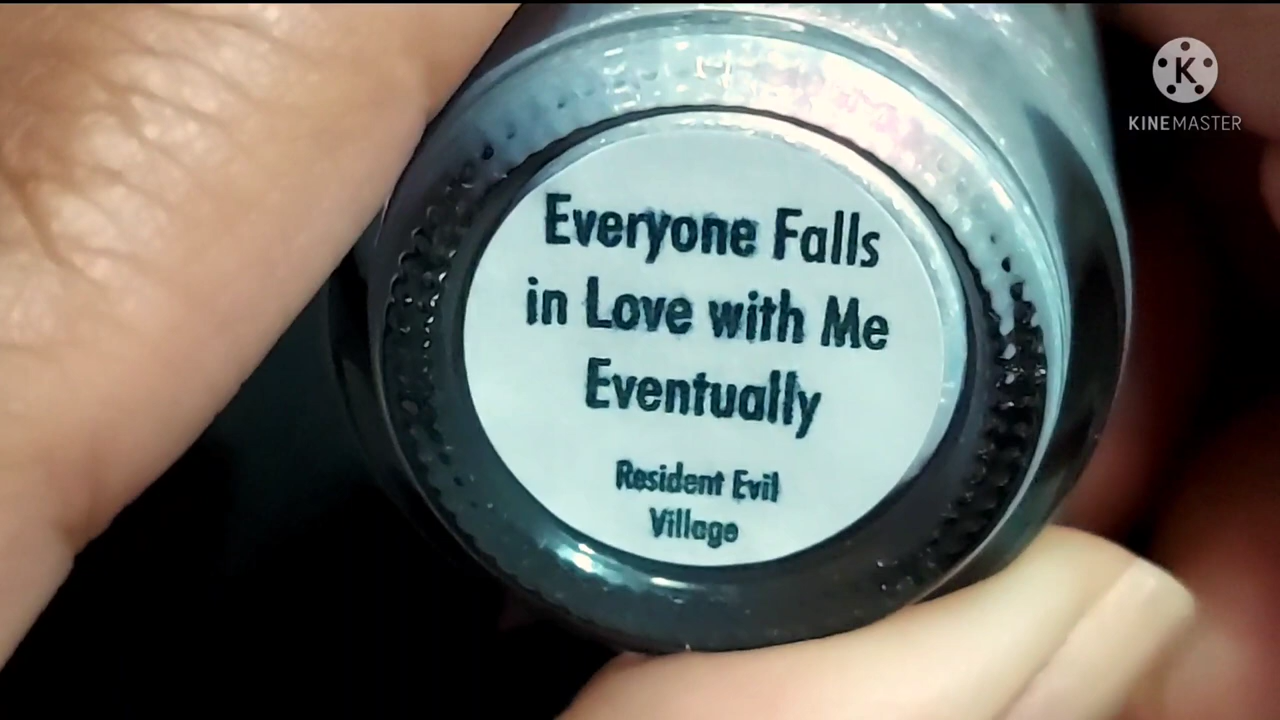 Everyone Falls
in Love with Me
Eventually
Resident Evil
Village
K
KINEMASTER